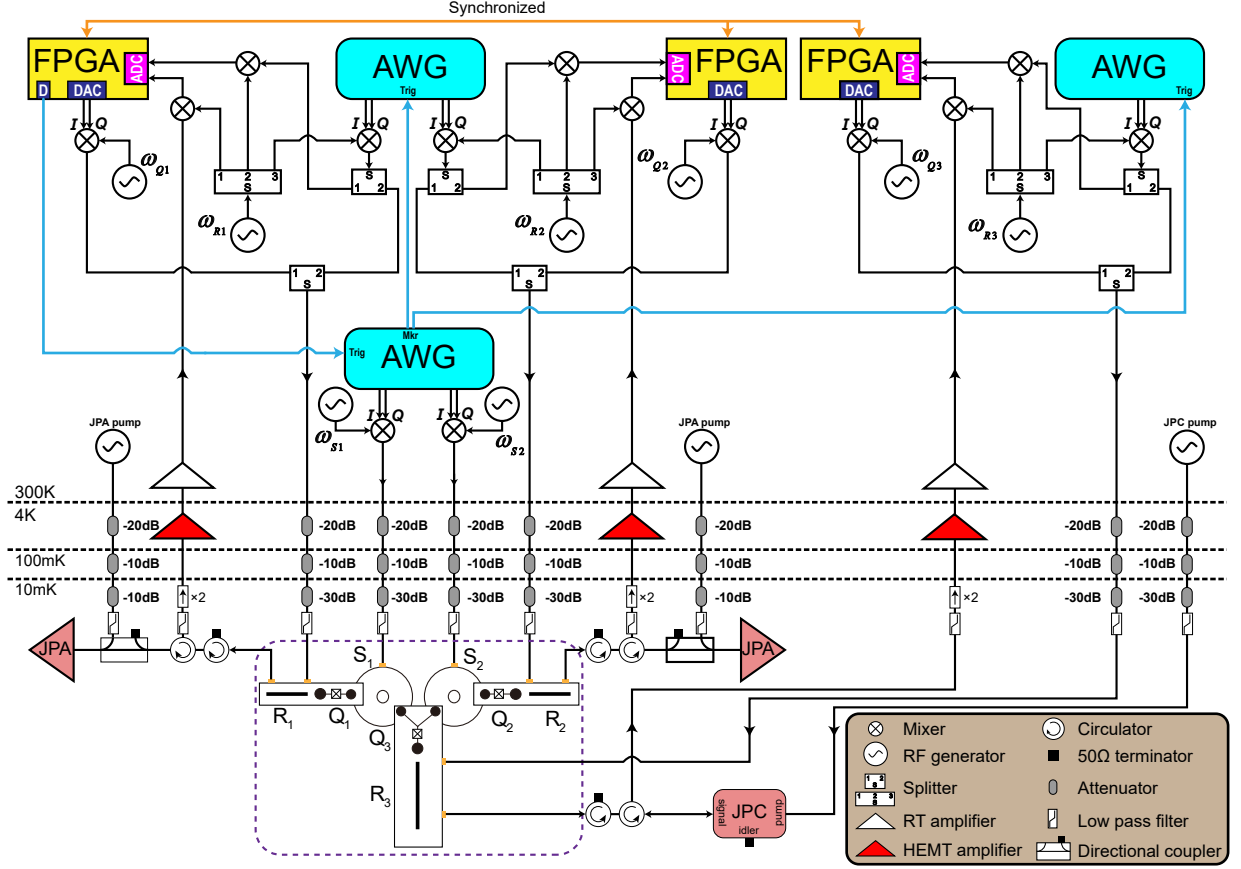 Synchronized
FPGA ADC AWG ADC FPGA FPGA ADC AWG
D DAC Trig DAC DAC Trig
I Q I Q I Q I Q I Q I Q
ωQ1 1 2 3 S S 1 2 S 1 2 1 2 3 S ωQ2 ωQ3 1 2 3 S S 1 2
ωR1 ωR2 ωR3
1 2 S 1 2 S 1 2 S
Mkr
Trig AWG
I Q I Q
ωS1 ωS2
JPA pump JPA pump JPC pump
300K
4K
-20dB -20dB -20dB -20dB -20dB -20dB -20dB -20dB
100mK -10dB -10dB -10dB -10dB -10dB -10dB -10dB -10dB
10mK
-10dB ×2 -30dB -30dB -30dB -30dB ×2 -10dB -30dB -30dB
JPA S1 S2 JPA
R1 Q1 Q3 Q2 R2
R3
signal JPC pump
idler
Mixer Circulator
RF generator 50Ω terminator
1 2 S 1 2 3 S Splitter Attenuator
RT amplifier Low pass filter
HEMT amplifier Directional coupler